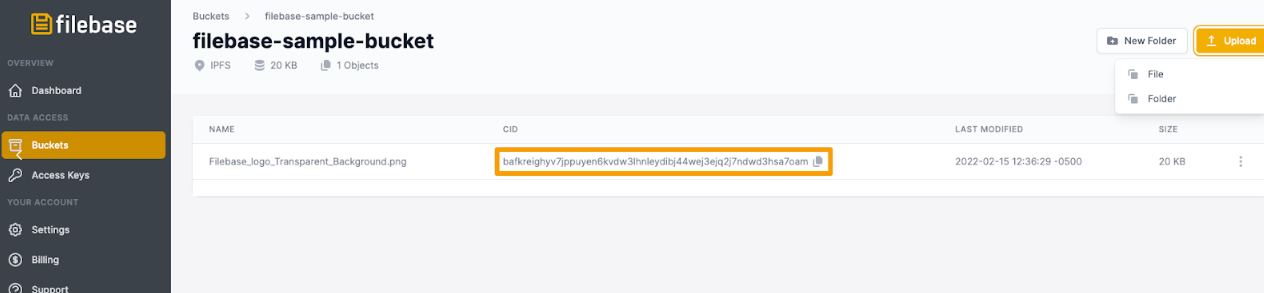 filebase
OVERVIEW
Dashboard
DATA ACCESS
Buckets
Access Keys
YOUR ACCOUNT
Settings
Billing
Support
Buckets > filebase-sample-bucket
filebase-sample-bucket
IPFS 20 KB 1 Objects
New Folder Upload
File
Folder
NAME CID LAST MODIFIED SIZE
Filebase_logo_Transparent_Background.png bafkreighyv7jppuyen6kvdw3lhnleydibj44wej3ejq2j7ndwd3hsa7oam 2022-02-15 12:36:29 -0500 20 KB